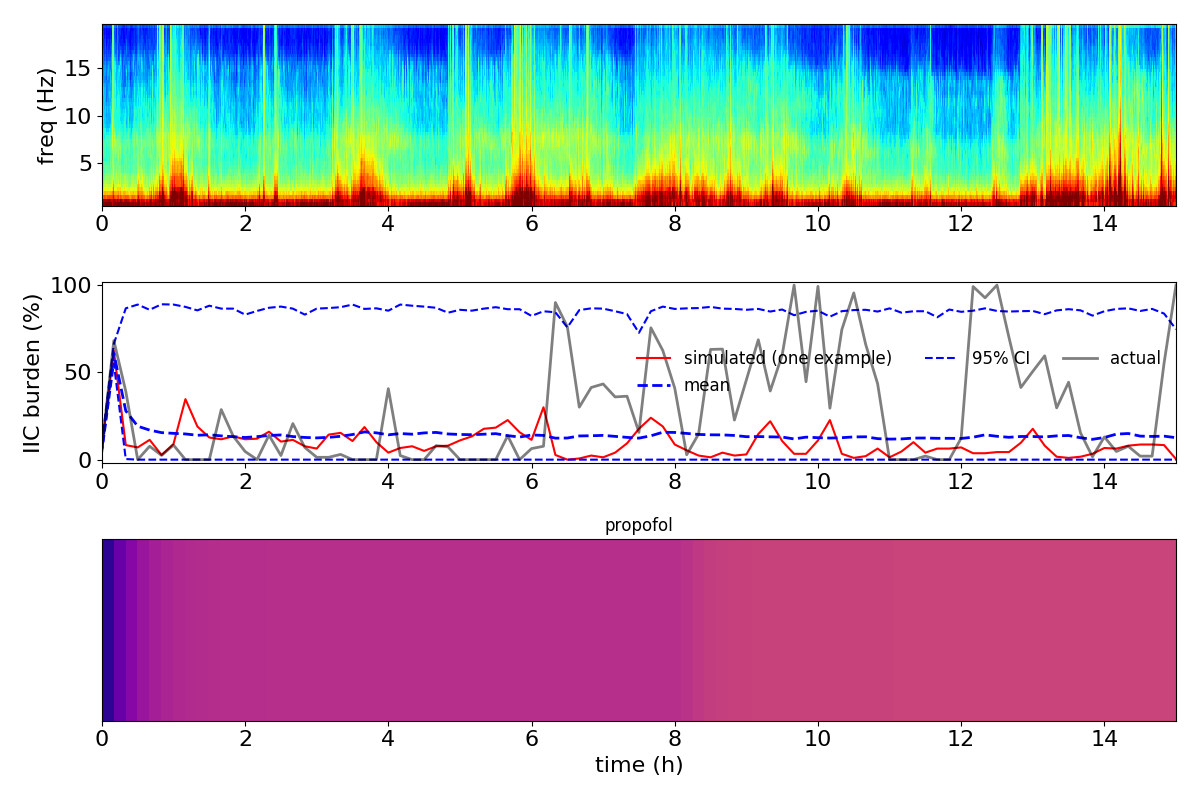 freq (Hz)
15
10
5
0 2 4 6 8 10 12 14
IIC burden (%)
100
50
0
simulated (one example)
mean
95% CI
actual
0 2 4 6 8 10 12 14
propofol
0 2 4 6 8 10 12 14
time (h)